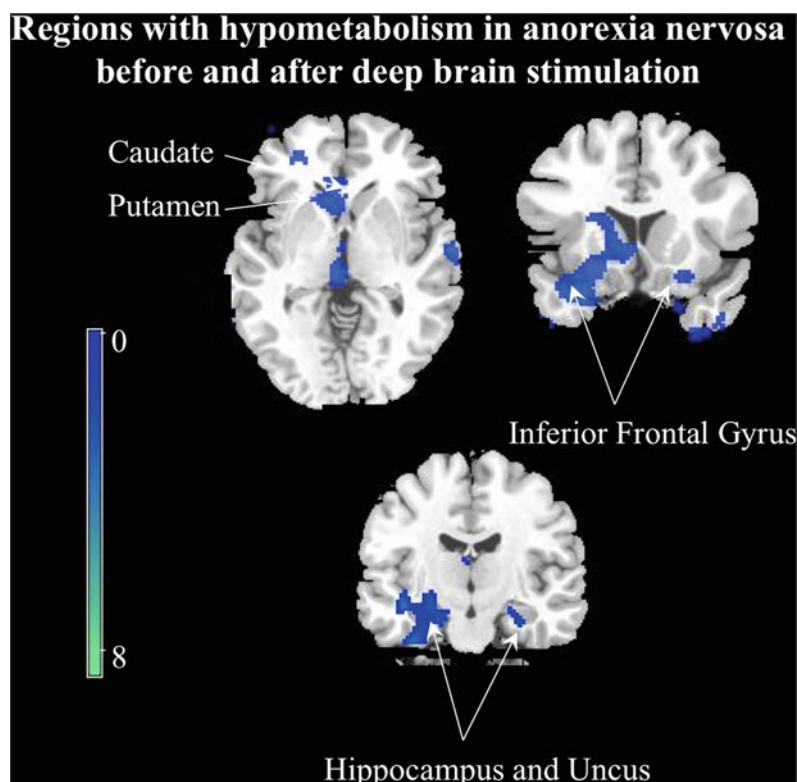 Regions with hypometabolism in anorexia nervosa
before and after deep brain stimulation
Caudate
Putamen
0
8
Inferior Frontal Gyrus
Hippocampus and Uncus